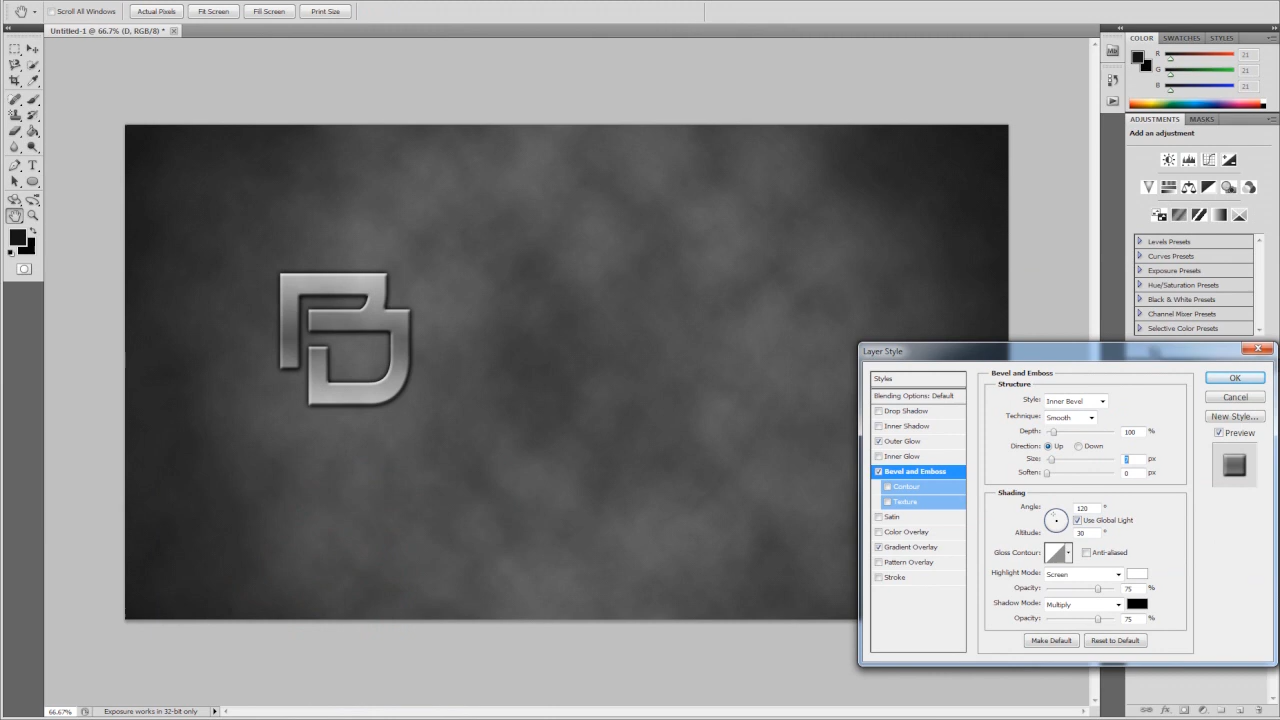 Scroll All Windows Actual Pixels Fit Screen Fill Screen Print Size
Untitled-1 @ 66.7% (D, RGB/8) *
COLOR SWATCHES STYLES
R 21
G 21
B 21
ADJUSTMENTS MASKS
Add an adjustment
Levels Presets
Curves Presets
Exposure Presets
Hue/Saturation Presets
Black & White Presets
Channel Mixer Presets
Selective Color Presets
Layer Style
Styles
Blending Options: Default
Drop Shadow
Inner Shadow
Outer Glow
Inner Glow
Bevel and Emboss
Contour
Texture
Satin
Color Overlay
Gradient Overlay
Pattern Overlay
Stroke
Bevel and Emboss
Structure
Style: Inner Bevel
Technique: Smooth
Depth: 100 %
Direction: Up Down
Size: px
Soften: 0 px
Shading
Angle: 120 °
Use Global Light
Altitude: 30 °
Gloss Contour: Anti-aliased
Highlight Mode: Screen
Opacity: 75 %
Shadow Mode: Multiply
Opacity: 75 %
Make Default Reset to Default
OK
Cancel
New Style...
Preview
66.67% Exposure works in 32-bit only